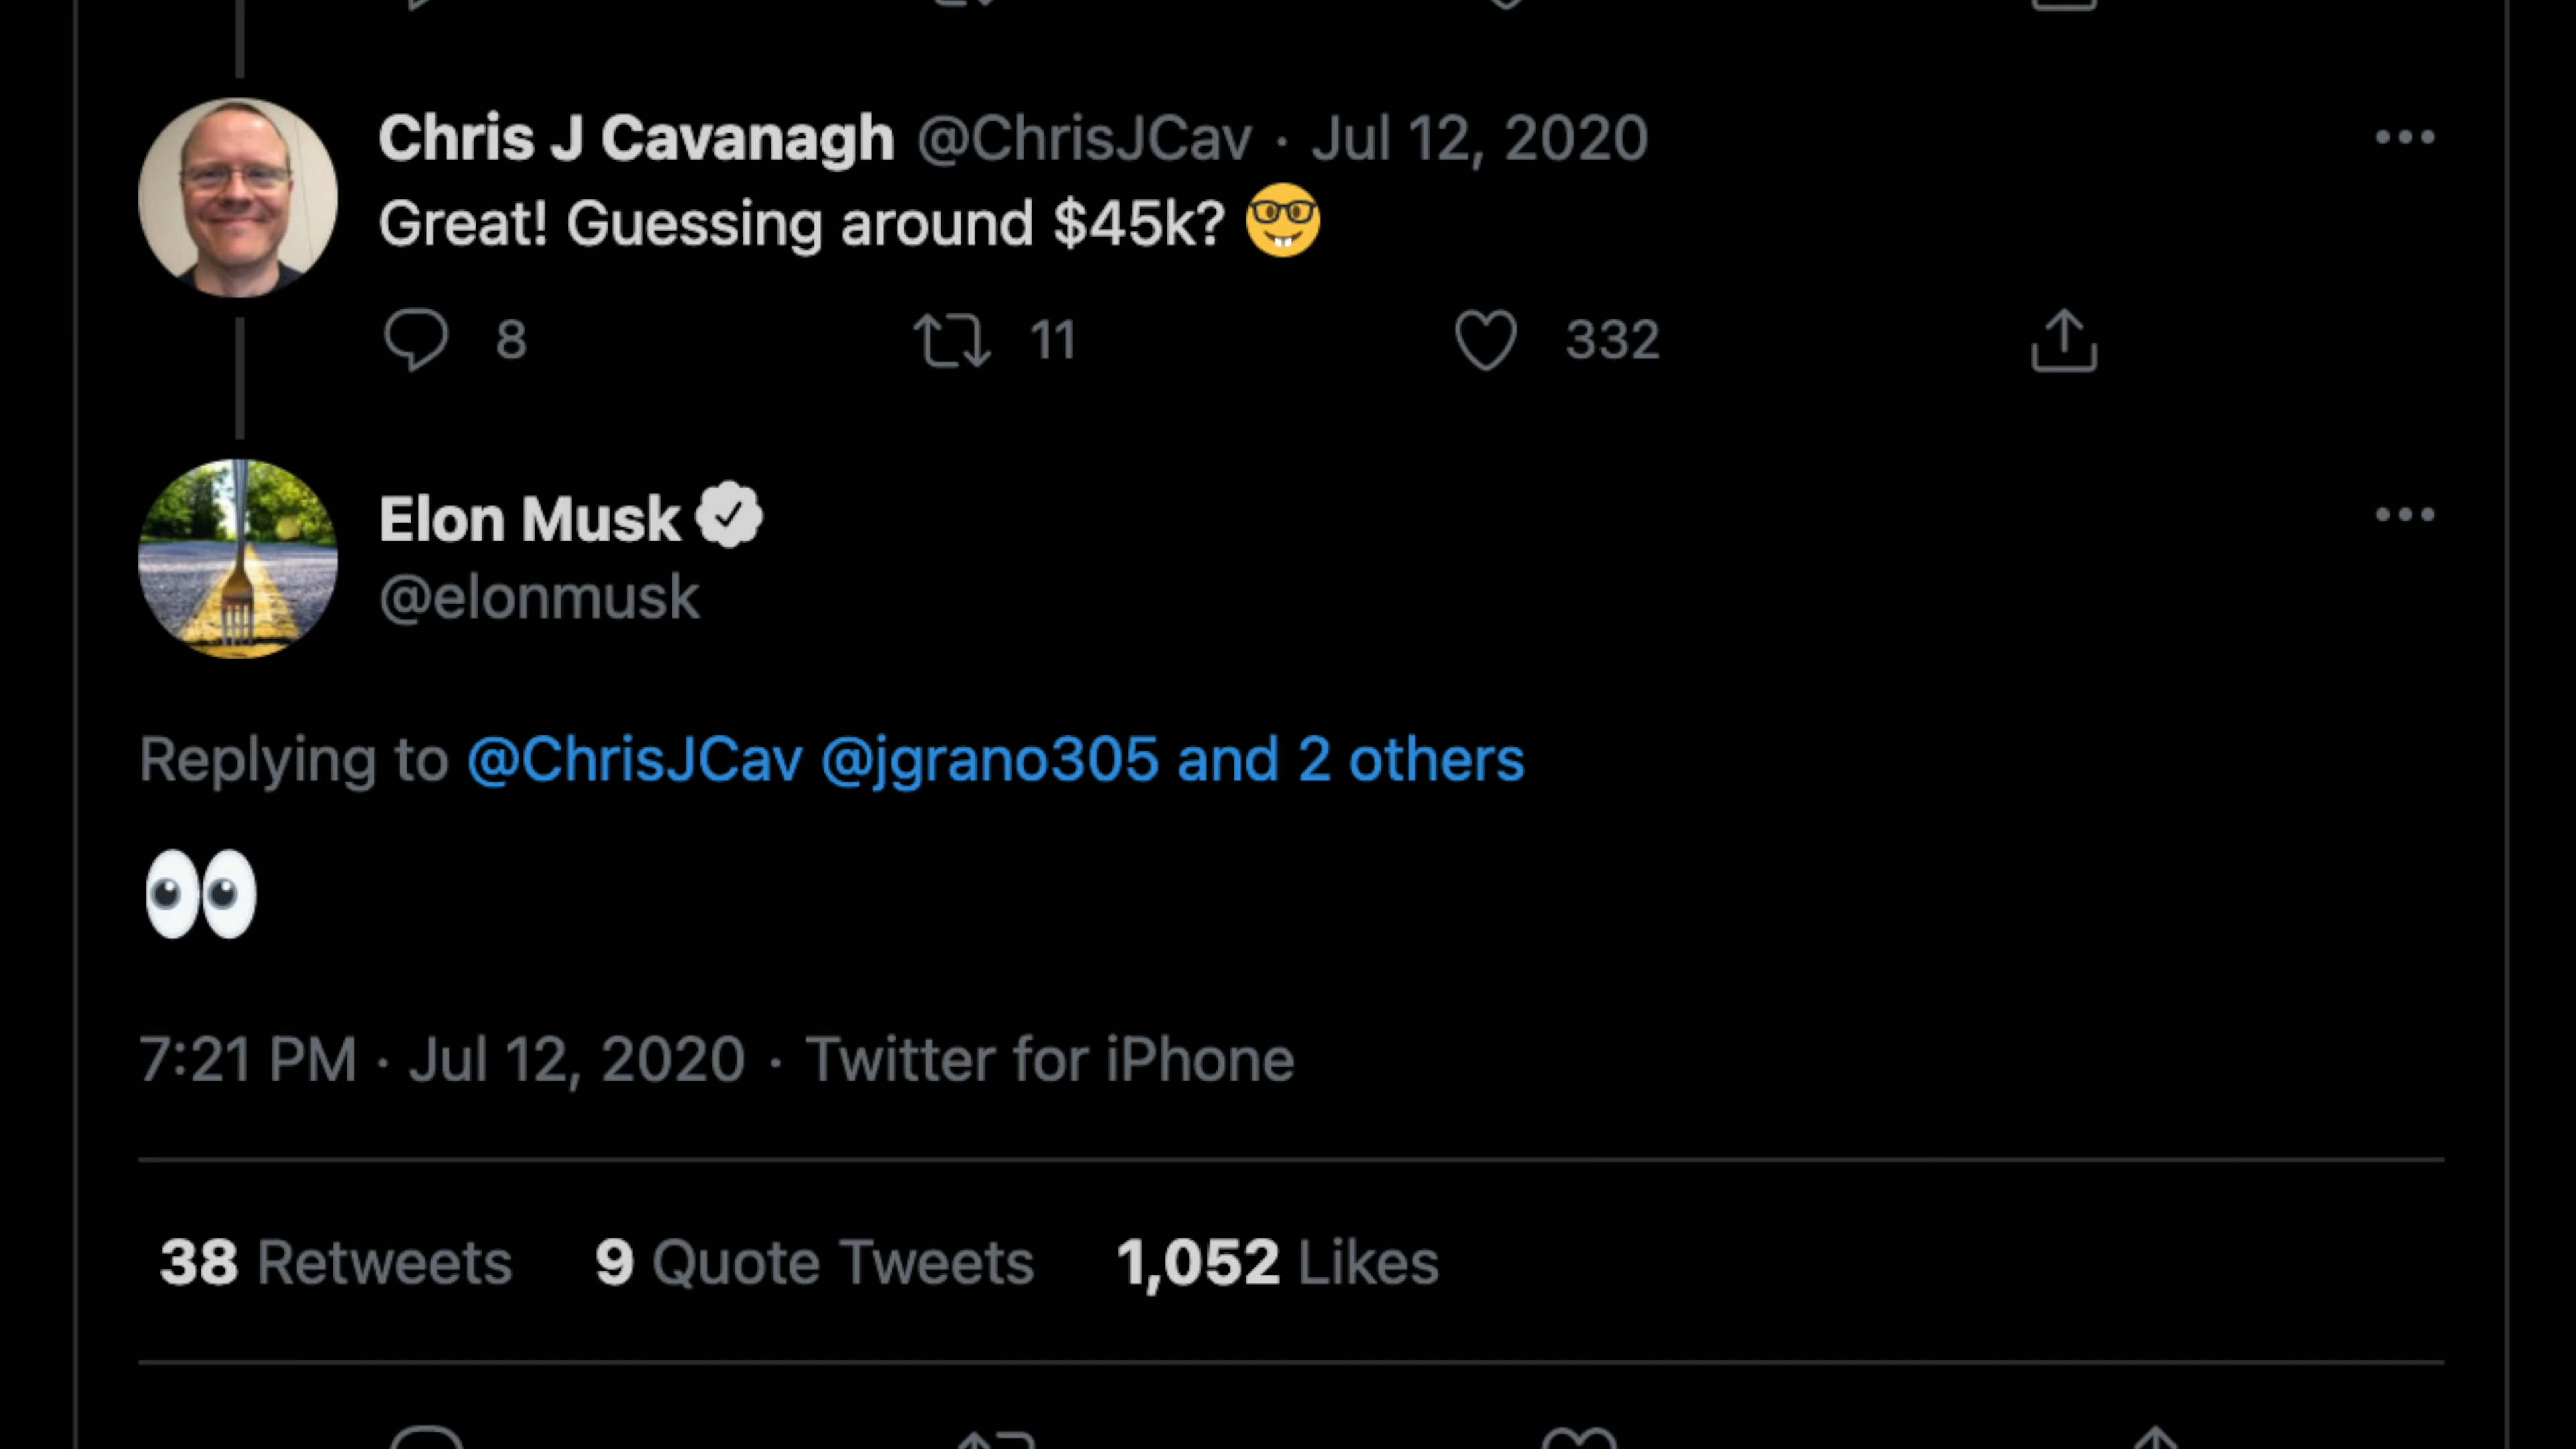 Chris J Cavanagh @ChrisJCav · Jul 12, 2020
Great! Guessing around $45k? 🤓
8 11 332
Elon Musk
@elonmusk
Replying to @ChrisJCav @jgrano305 and 2 others
👀
7:21 PM · Jul 12, 2020 · Twitter for iPhone
38 Retweets 9 Quote Tweets 1,052 Likes